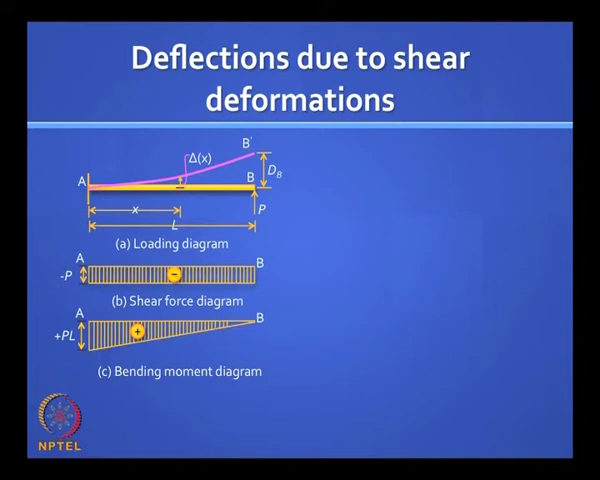 Deflections due to shear
deformations
B'
Δ(x)
A
B
D_B
x
P
L
(a) Loading diagram
A
B
-P
−
(b) Shear force diagram
A
B
+PL
+
(c) Bending moment diagram
NPTEL